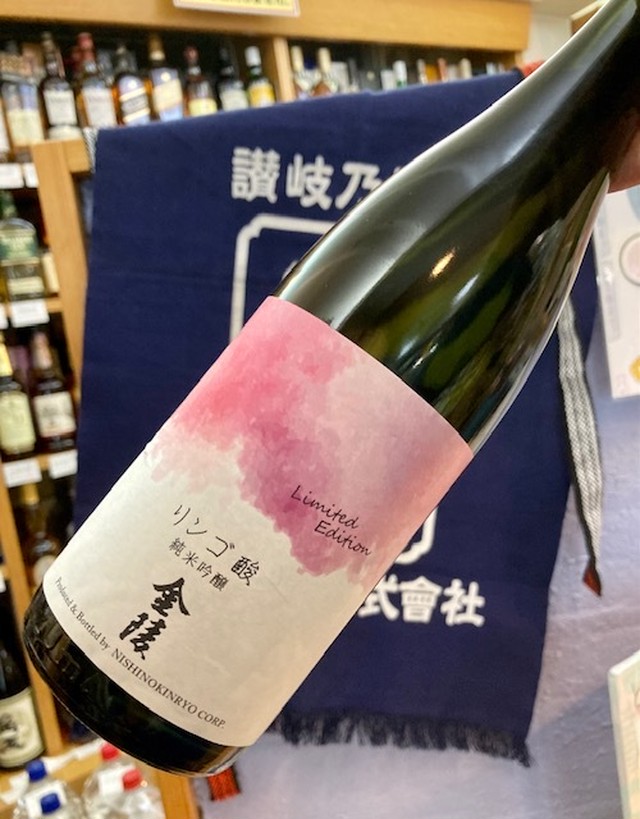 讃岐乃
Limited
Edition
リンゴ酸
純米吟醸
金陵
Produced & Bottled by NISHINOKINRYO CORP.
式會社